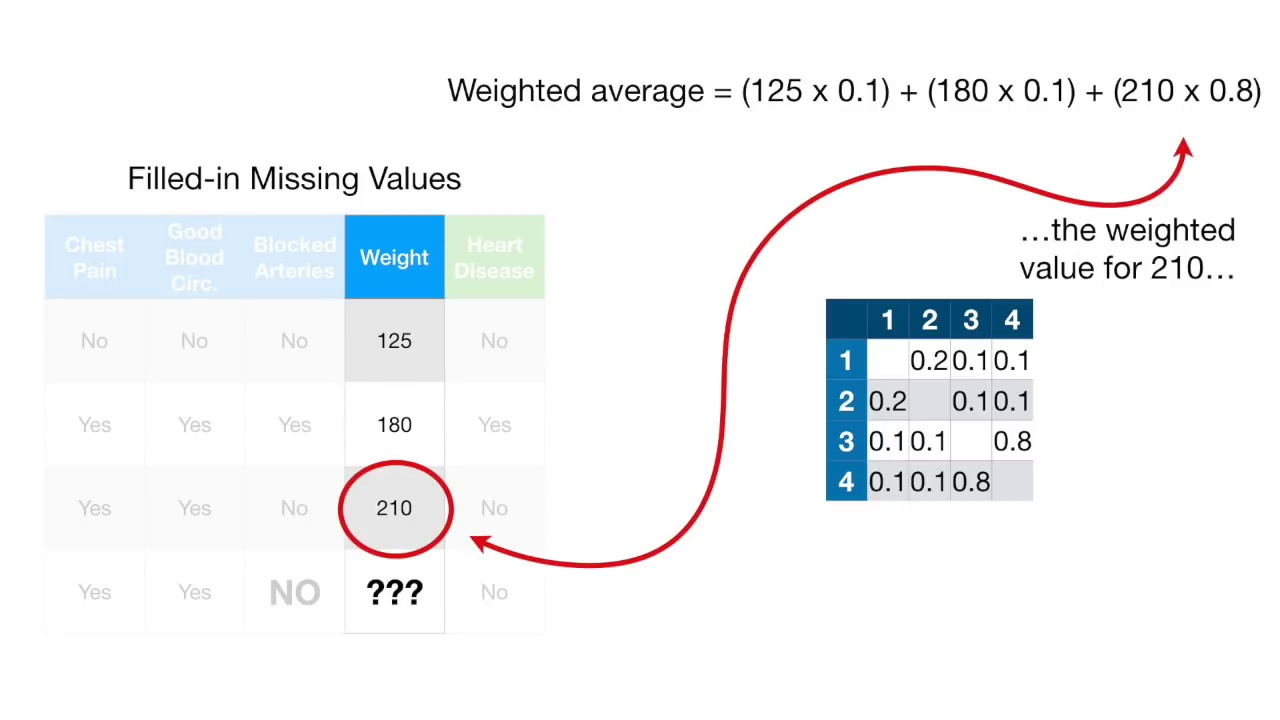 Weighted average = (125 x 0.1) + (180 x 0.1) + (210 x 0.8)
Filled-in Missing Values
Chest Pain Good Blood Circ. Blocked Arteries Weight Heart Disease
No No No 125 No
Yes Yes Yes 180 Yes
Yes Yes No 210 No
Yes Yes NO ??? No
…the weighted
value for 210…
1 2 3 4
1 0.2 0.1 0.1
2 0.2 0.1 0.1
3 0.1 0.1 0.8
4 0.1 0.1 0.8